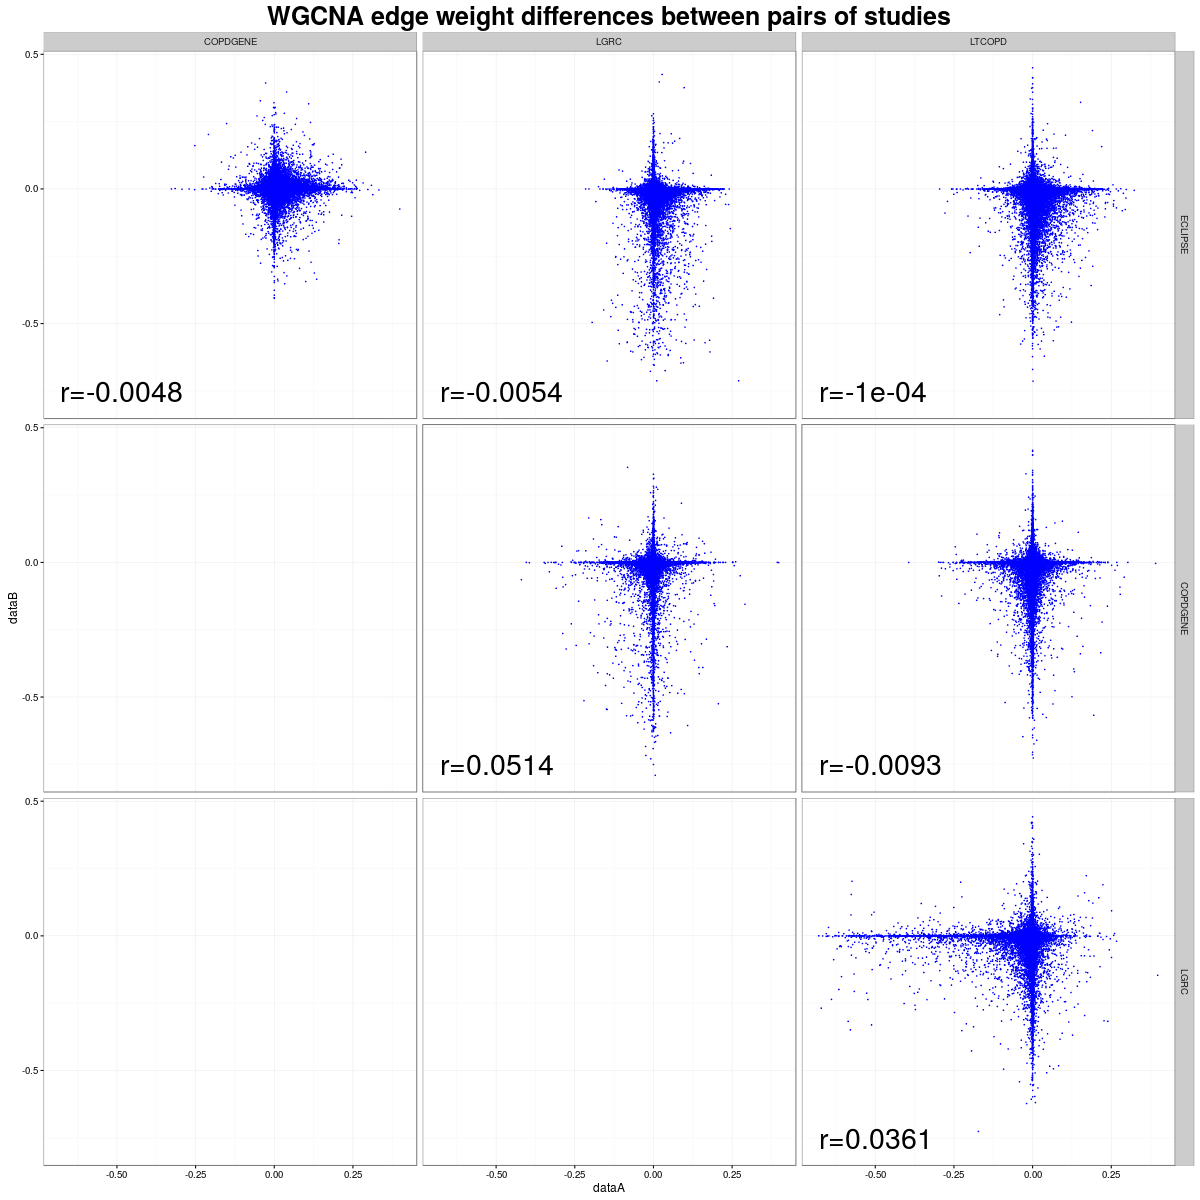 WGCNA edge weight differences between pairs of studies
COPDGENE LGRC LTCOPD
0.5
0.0
-0.5
r=-0.0048 r=-0.0054 r=-1e-04
ECLIPSE
0.5
0.0
-0.5
r=0.0514 r=-0.0093
COPDGENE
dataB
0.5
0.0
-0.5
r=0.0361
LGRC
-0.50 -0.25 0.00 0.25 -0.50 -0.25 0.00 0.25 -0.50 -0.25 0.00 0.25
dataA